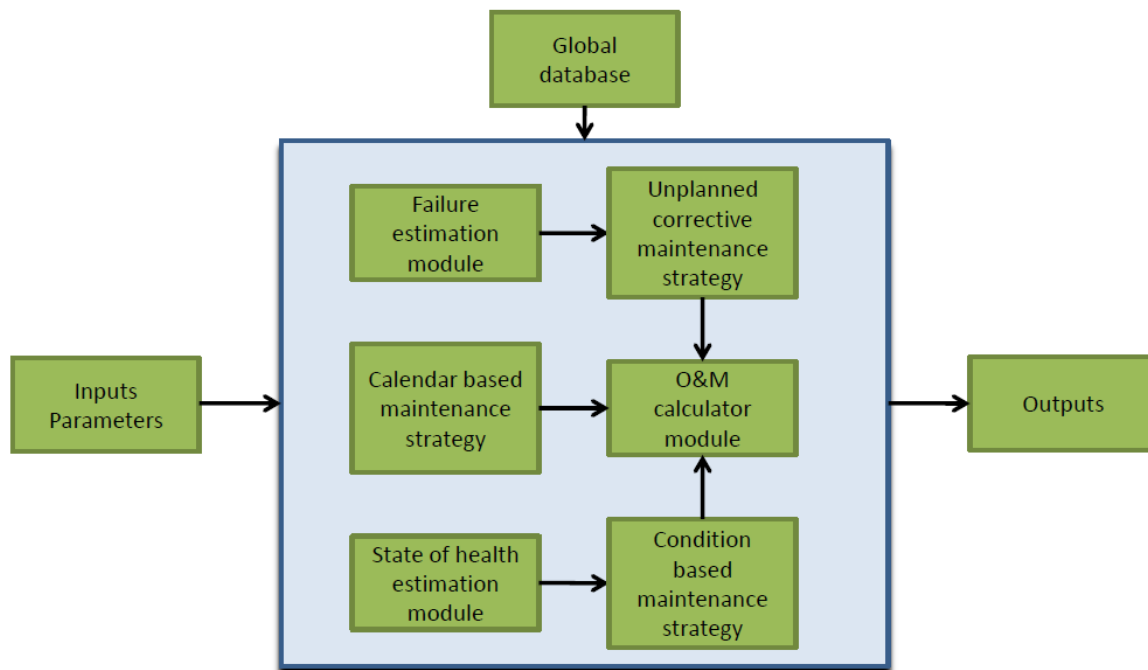 Global
database
Failure
estimation
module
Unplanned
corrective
maintenance
strategy
Inputs
Parameters
Calendar based
maintenance
strategy
O&M
calculator
module
Outputs
State of health
estimation
module
Condition
based
maintenance
strategy